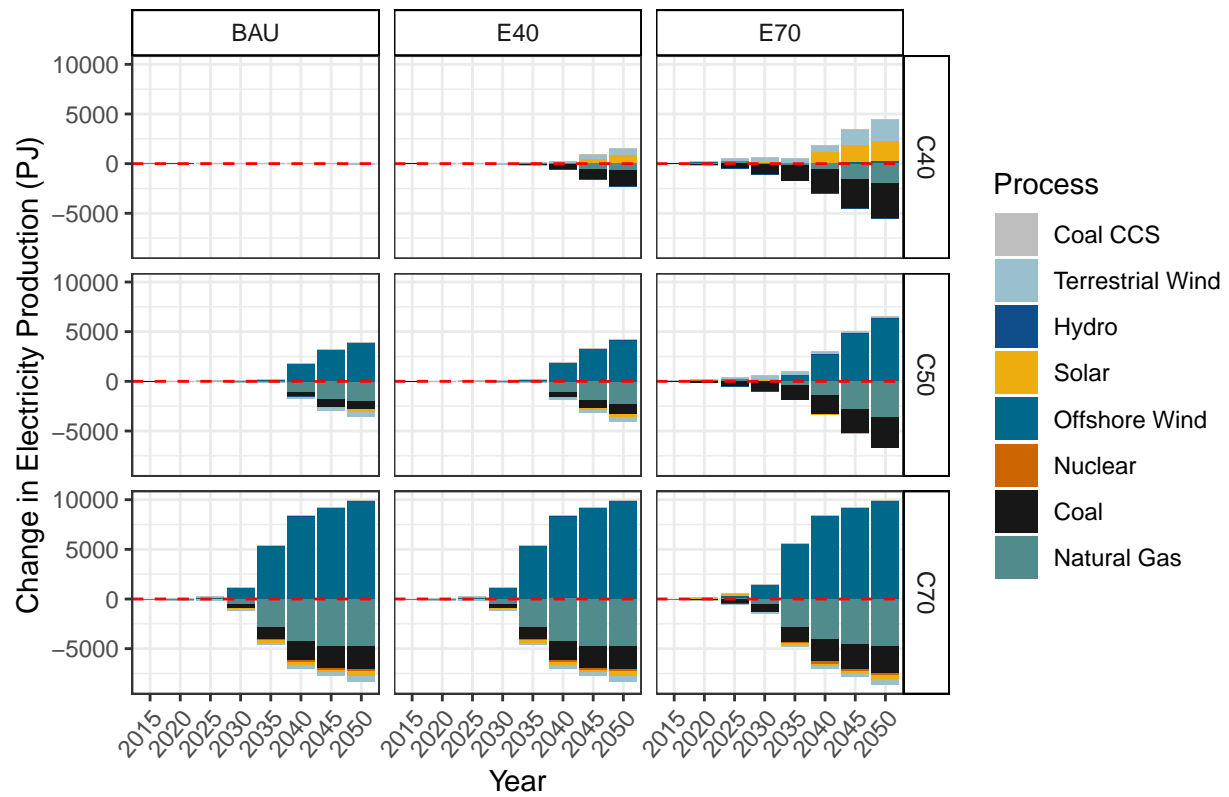 BAU
E40
E70
Change in Electricity Production (PJ)
10000
5000
0
−5000
C40
10000
5000
0
−5000
C50
10000
5000
0
−5000
C70
2015 2020 2025 2030 2035 2040 2045 2050
2015 2020 2025 2030 2035 2040 2045 2050
2015 2020 2025 2030 2035 2040 2045 2050
Year
Process
Coal CCS
Terrestrial Wind
Hydro
Solar
Offshore Wind
Nuclear
Coal
Natural Gas